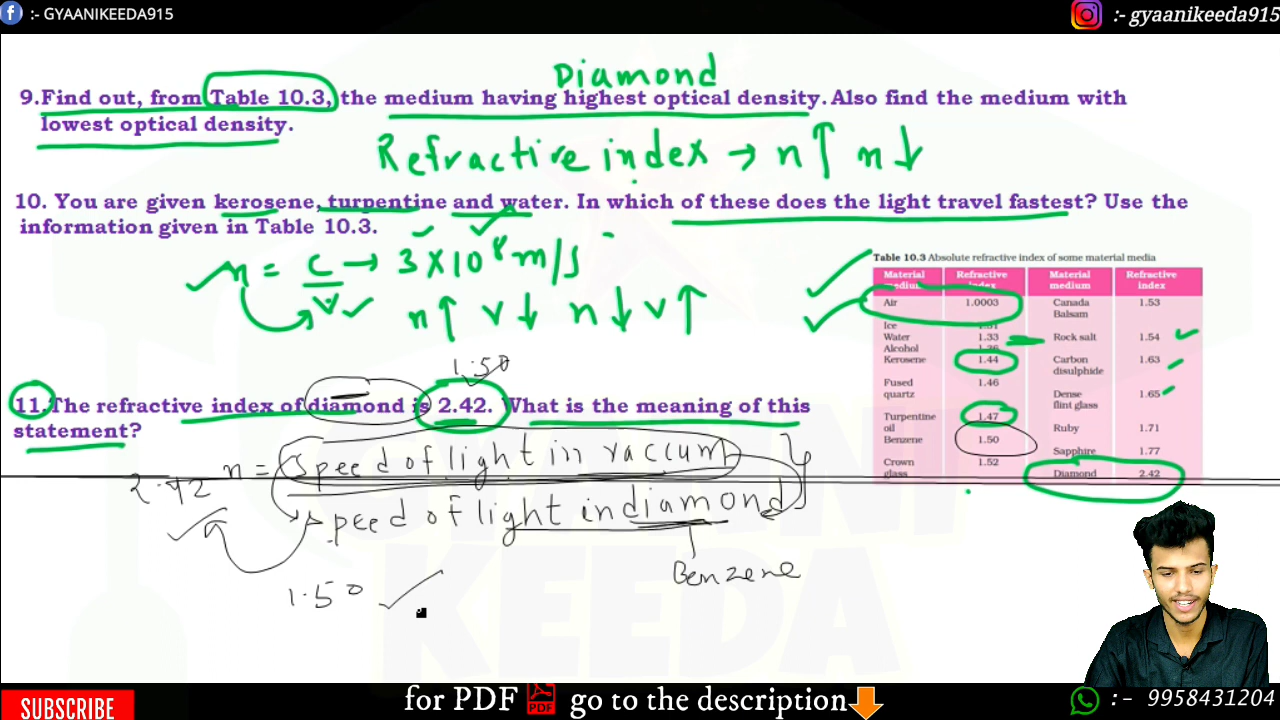 :- GYAANIKEEDA915
:- gyaanikeeda915
Diamond
9.Find out, from Table 10.3, the medium having highest optical density. Also find the medium with
lowest optical density.
Refractive index → n↑ n↓
10. You are given kerosene, turpentine and water. In which of these does the light travel fastest? Use the
information given in Table 10.3.
n = c/v → 3×10⁸ m/s
n↑ v↓ n↓ v↑
Table 10.3 Absolute refractive index of some material media
Material medium Refractive index Material medium Refractive index
Air 1.0003 Canada Balsam 1.53
Ice 1.31
Water 1.33 Rock salt 1.54
Alcohol 1.36
Kerosene 1.44 Carbon disulphide 1.63
Fused quartz 1.46 Dense flint glass 1.65
Turpentine oil 1.47 Ruby 1.71
Benzene 1.50 Sapphire 1.77
Crown glass 1.52 Diamond 2.42
1.50
11.The refractive index of diamond is 2.42. What is the meaning of this
statement?
2.42 n = Speed of light in vaccum
Speed of light in diamond
Benzene
1.50
GYAANI
KEEDA
SUBSCRIBE
for PDF PDF go to the description
:- 9958431204